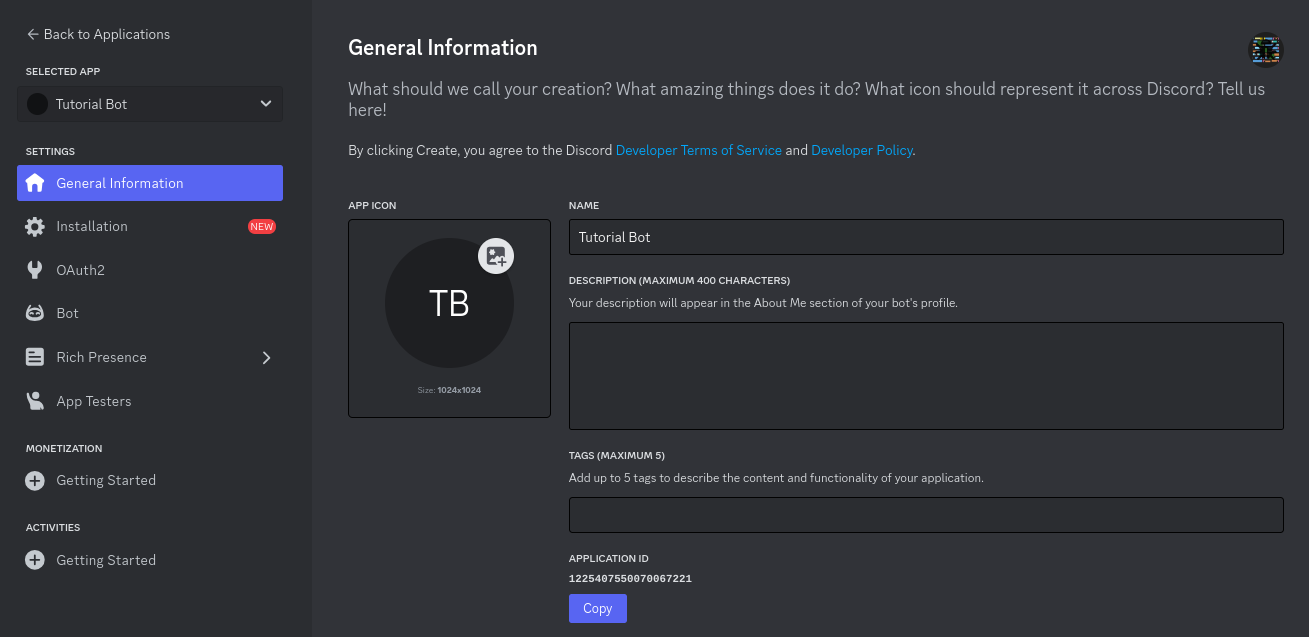 Back to Applications
SELECTED APP
Tutorial Bot
SETTINGS
General Information
Installation NEW
OAuth2
Bot
Rich Presence
App Testers
MONETIZATION
Getting Started
ACTIVITIES
Getting Started
General Information
What should we call your creation? What amazing things does it do? What icon should represent it across Discord? Tell us
here!
By clicking Create, you agree to the Discord Developer Terms of Service and Developer Policy.
APP ICON
TB
Size: 1024x1024
NAME
Tutorial Bot
DESCRIPTION (MAXIMUM 400 CHARACTERS)
Your description will appear in the About Me section of your bot's profile.
TAGS (MAXIMUM 5)
Add up to 5 tags to describe the content and functionality of your application.
APPLICATION ID
1225407550070067221
Copy